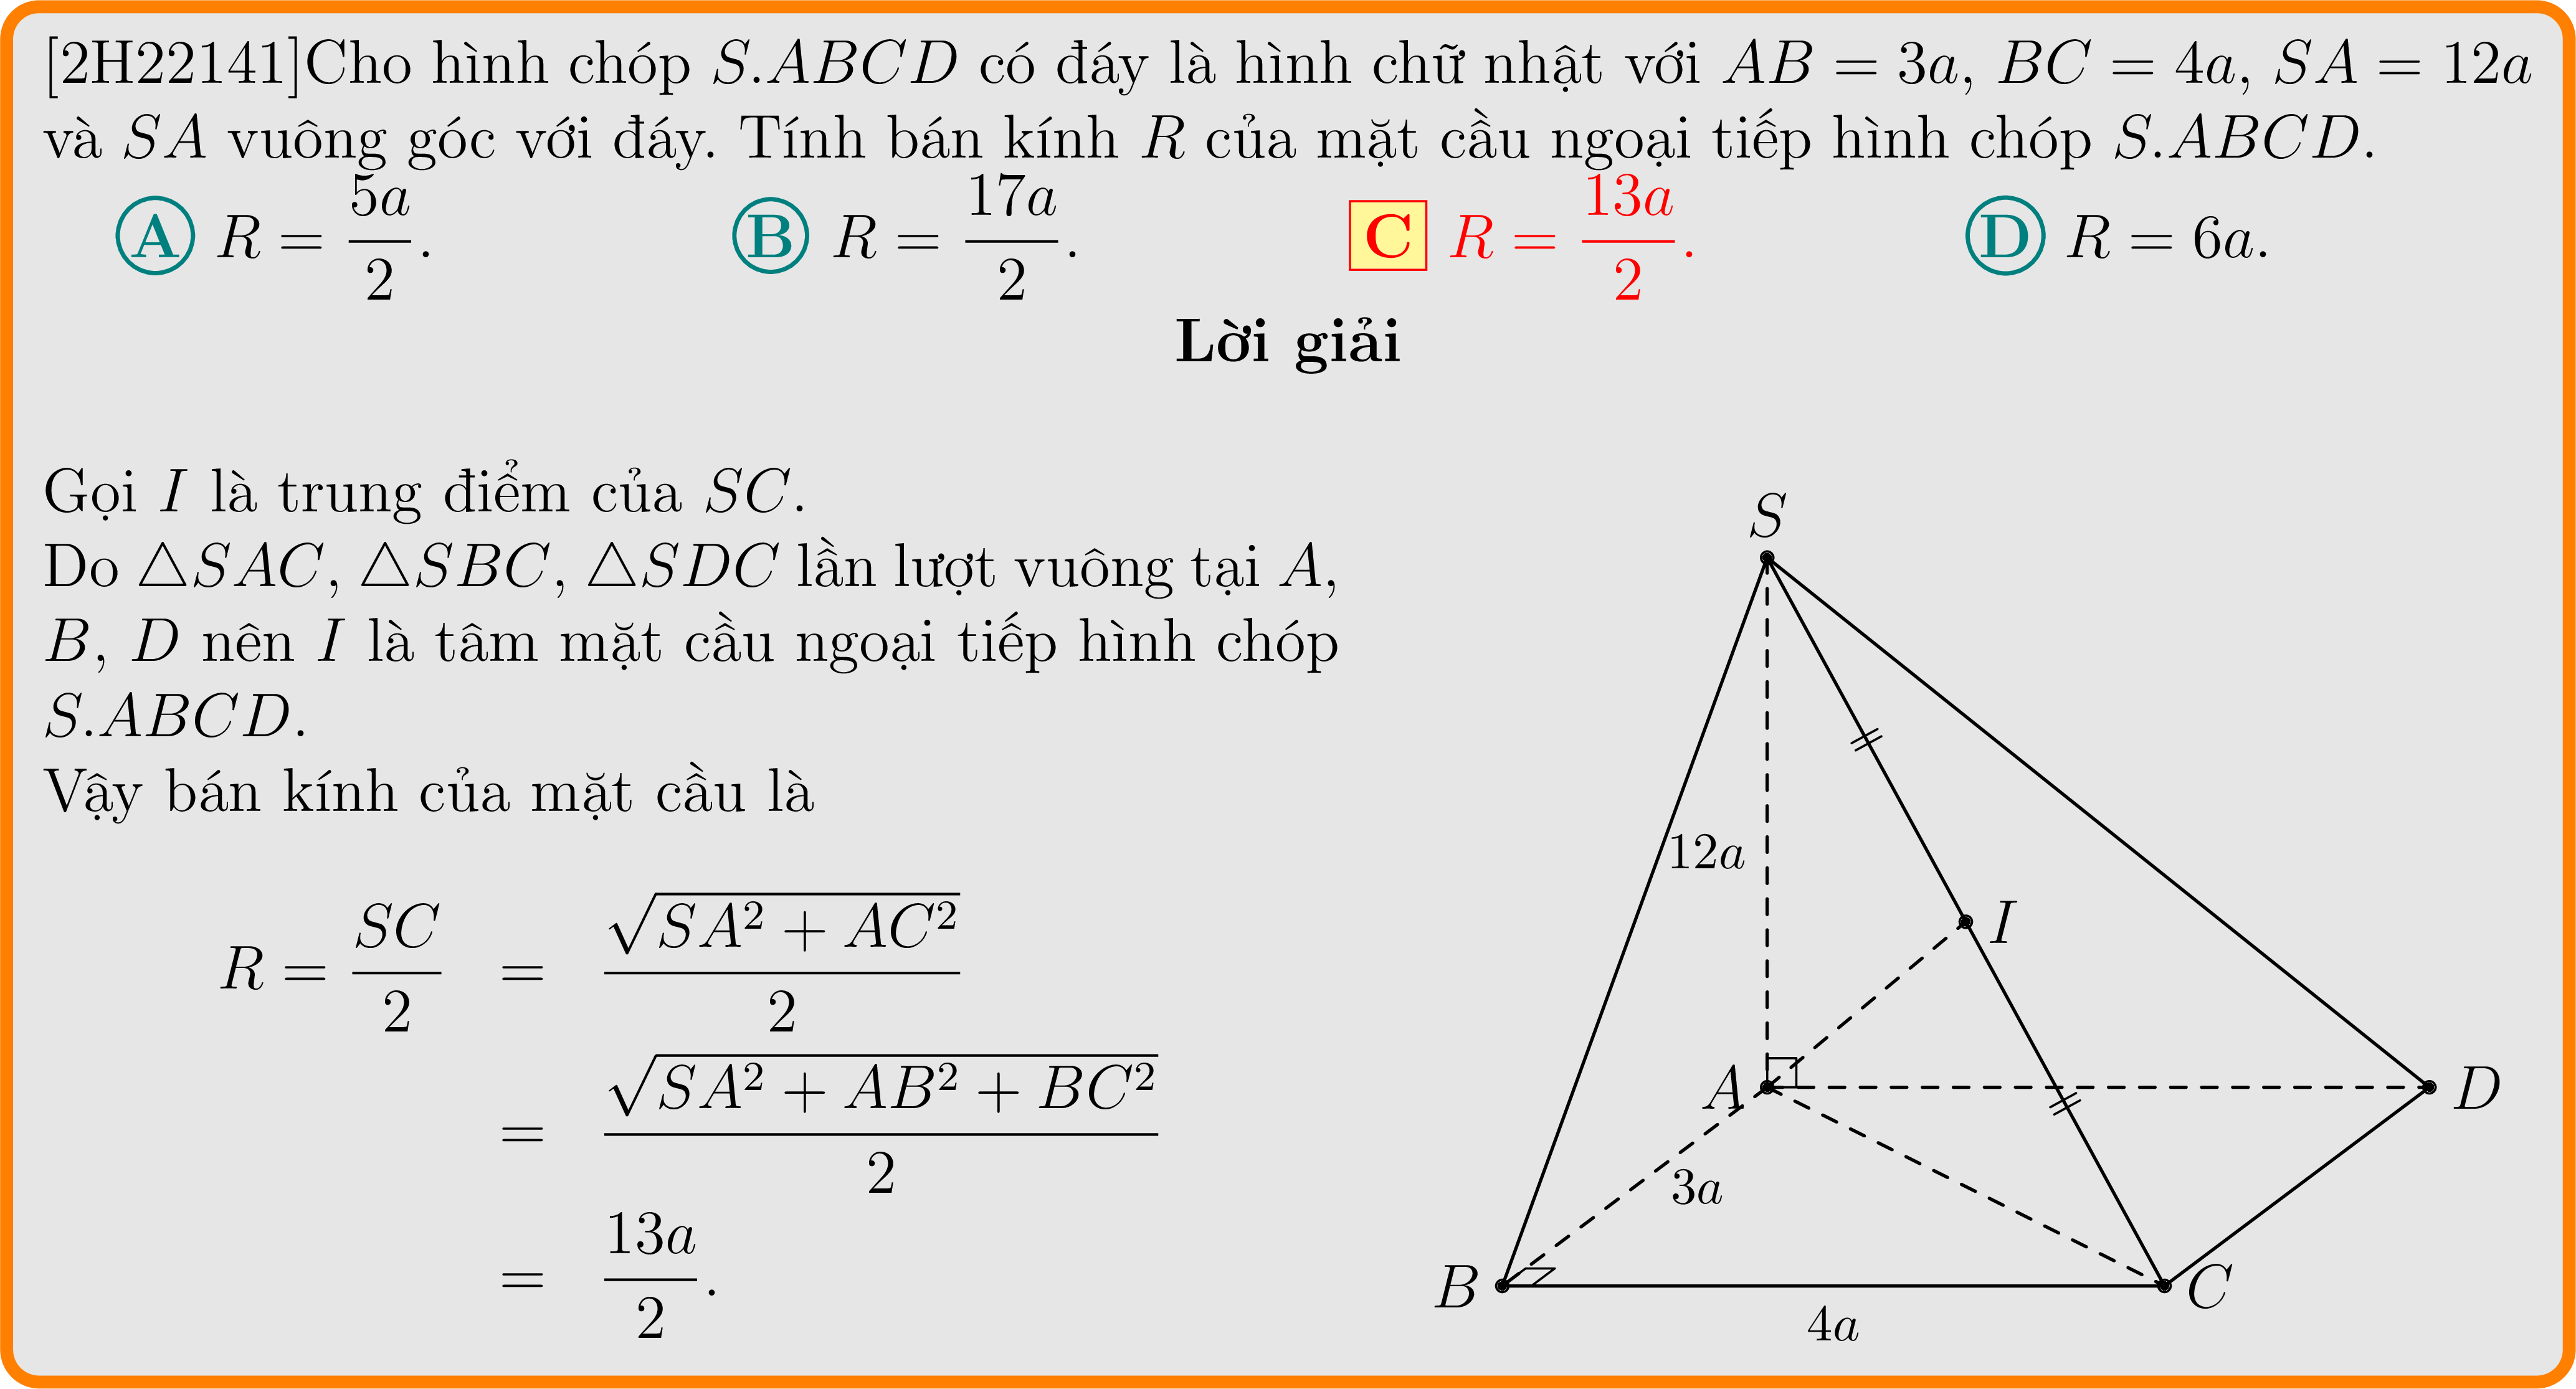 [2H22141]Cho hình chóp S.ABCD có đáy là hình chữ nhật với AB = 3a, BC = 4a, SA = 12a
và SA vuông góc với đáy. Tính bán kính R của mặt cầu ngoại tiếp hình chóp S.ABCD.
A R = \frac{5a}{2}. B R = \frac{17a}{2}. C R = \frac{13a}{2}. D R = 6a.
Lời giải
Gọi I là trung điểm của SC.
Do △SAC, △SBC, △SDC lần lượt vuông tại A,
B, D nên I là tâm mặt cầu ngoại tiếp hình chóp
S.ABCD.
Vậy bán kính của mặt cầu là
R = \frac{SC}{2} = \frac{\sqrt{SA^2 + AC^2}}{2}
= \frac{\sqrt{SA^2 + AB^2 + BC^2}}{2}
= \frac{13a}{2}.
S
12a
I
A
D
3a
B
C
4a